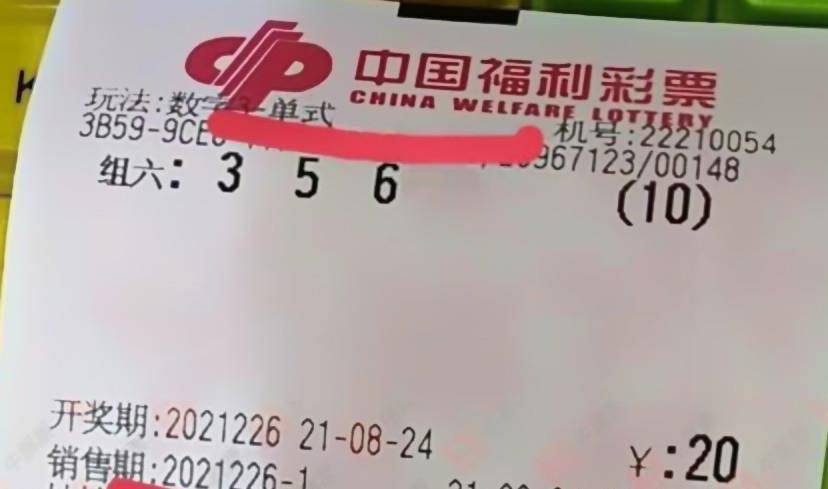 中国福利彩票
CHINA WELFARE LOTTERY
玩法:数字3-单式
机号:22210054
3B59-9CE
967123/00148
组六: 3 5 6 (10)
开奖期:2021226 21-08-24
¥:20
销售期:2021226-1